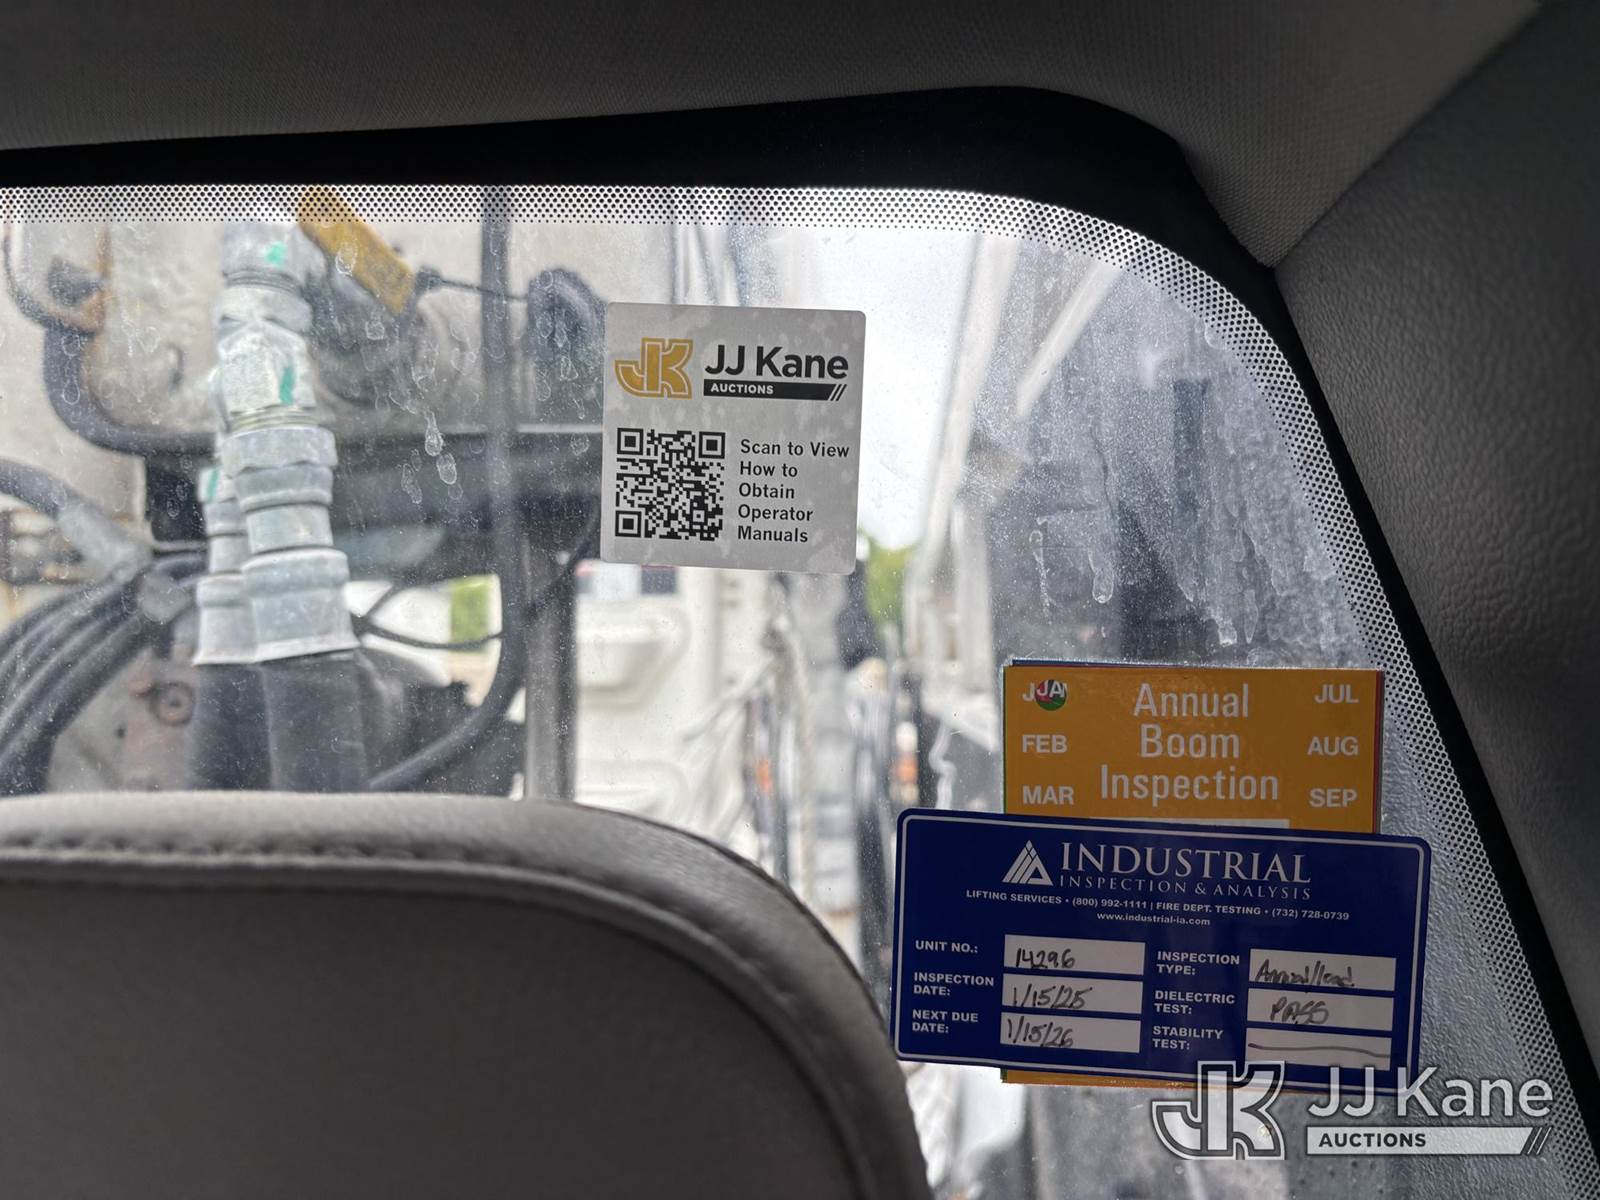 JJ Kane
AUCTIONS
Scan to View
How to
Obtain
Operator
Manuals
JA
Annual
Boom
Inspection
FEB
MAR
JUL
AUG
SEP
INDUSTRIAL
INSPECTION & ANALYSIS
LIFTING SERVICES • (800) 992-1111 | FIRE DEPT. TESTING • (732) 728-0739
www.industrial-ia.com
UNIT NO.: 14296
INSPECTION DATE: 1/15/25
NEXT DUE DATE: 1/15/26
INSPECTION TYPE: Annual/load
DIELECTRIC TEST: PASS
STABILITY TEST:
JJ Kane
AUCTIONS